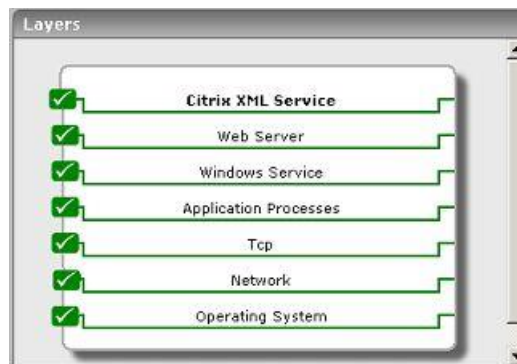 Layers
Citrix XML Service
Web Server
Windows Service
Application Processes
Tcp
Network
Operating System